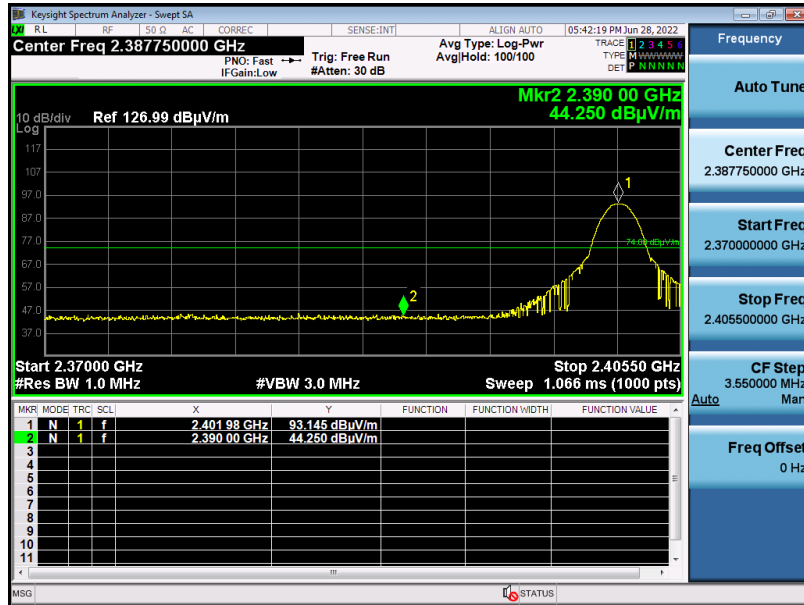 Keysight Spectrum Analyzer - Swept SA
LXI RL RF 50 Ω AC CORREC SENSE:INT ALIGN AUTO 05:42:19 PM Jun 28, 2022
Center Freq 2.387750000 GHz
PNO: Fast
IFGain:Low
Trig: Free Run
#Atten: 30 dB
Avg Type: Log-Pwr
Avg|Hold: 100/100
TRACE 1 2 3 4 5 6
TYPE M W W W W W
DET P N N N N N
Mkr2 2.390 00 GHz
44.250 dBµV/m
10 dB/div Ref 126.99 dBµV/m
Log
117
107
97.0
87.0
77.0
67.0
57.0
47.0
37.0
1
2
74.00 dBµV/m
Start 2.37000 GHz Stop 2.40550 GHz
#Res BW 1.0 MHz #VBW 3.0 MHz Sweep 1.066 ms (1000 pts)
MKR MODE TRC SCL X Y FUNCTION FUNCTION WIDTH FUNCTION VALUE
1 N 1 f 2.401 98 GHz 93.145 dBµV/m
2 N 1 f 2.390 00 GHz 44.250 dBµV/m
3
4
5
6
7
8
9
10
11
MSG STATUS
Frequency
Auto Tune
Center Freq
2.387750000 GHz
Start Freq
2.370000000 GHz
Stop Freq
2.405500000 GHz
CF Step
3.550000 MHz
Auto Man
Freq Offset
0 Hz